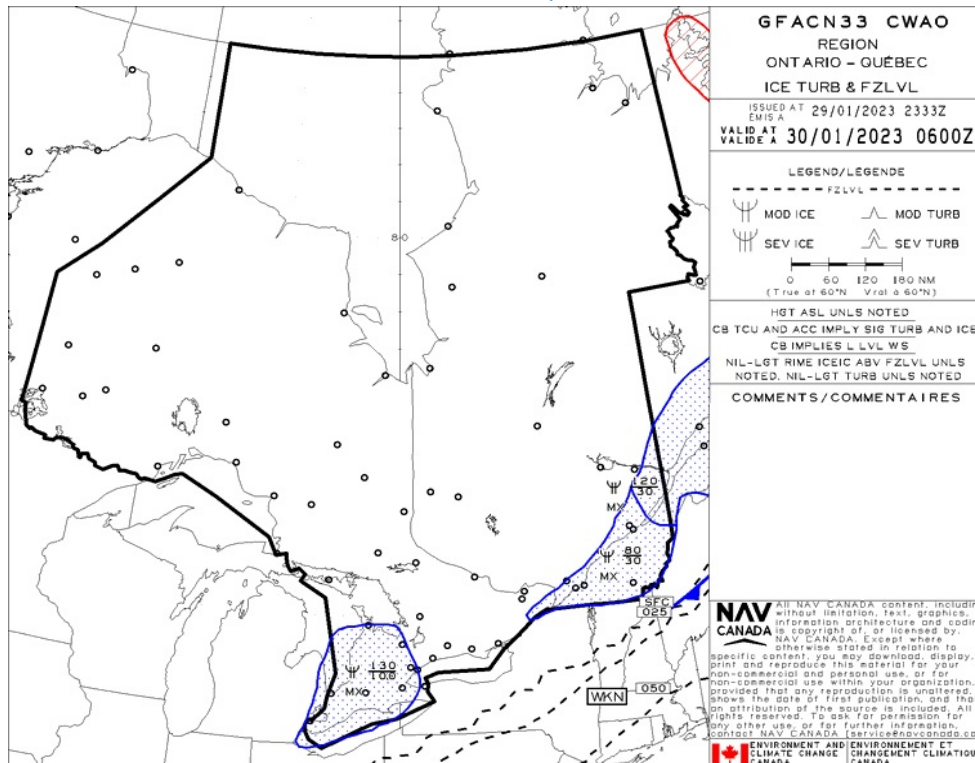 GFACN33 CWAO
REGION
ONTARIO - QUÉBEC
ICE TURB & FZLVL
ISSUED AT
ÉMIS A
29/01/2023 2333Z
VALID AT
VALIDE A
30/01/2023 0600Z
LEGEND/LÉGENDE
FZLVL
MOD ICE
MOD TURB
SEV ICE
SEV TURB
0 60 120 180 NM
(True at 60°N Vrai à 60°N)
HGT ASL UNLS NOTED
CB TCU AND ACC IMPLY SIG TURB AND ICE
CB IMPLIES L LVL WS
NIL-LGT RIME ICEIC ABV FZLVL UNLS
NOTED. NIL-LGT TURB UNLS NOTED
COMMENTS/COMMENTAIRES
80
120
30
MX
80
30
MX
SFC
025
130
100
MX
WKN
050
NAV
CANADA
All NAV CANADA content, includin
without limitation, text, graphics,
information architecture and codin
is copyright of, or licensed by,
NAV CANADA. Except where
otherwise stated in relation to
specific content, you may download, display,
print and reproduce this material for your
non-commercial and personal use, or for
non-commercial use within your organization,
provided that any reproduction is unaltered,
shows the date of first publication, and tha
an attribution of the source is included. All
rights reserved. To ask for permission for
any other use, or for further information,
contact NAV CANADA [service@navcanada.ca
ENVIRONMENT AND
CLIMATE CHANGE
CANADA
ENVIRONNEMENT ET
CHANGEMENT CLIMATIQU
CANADA